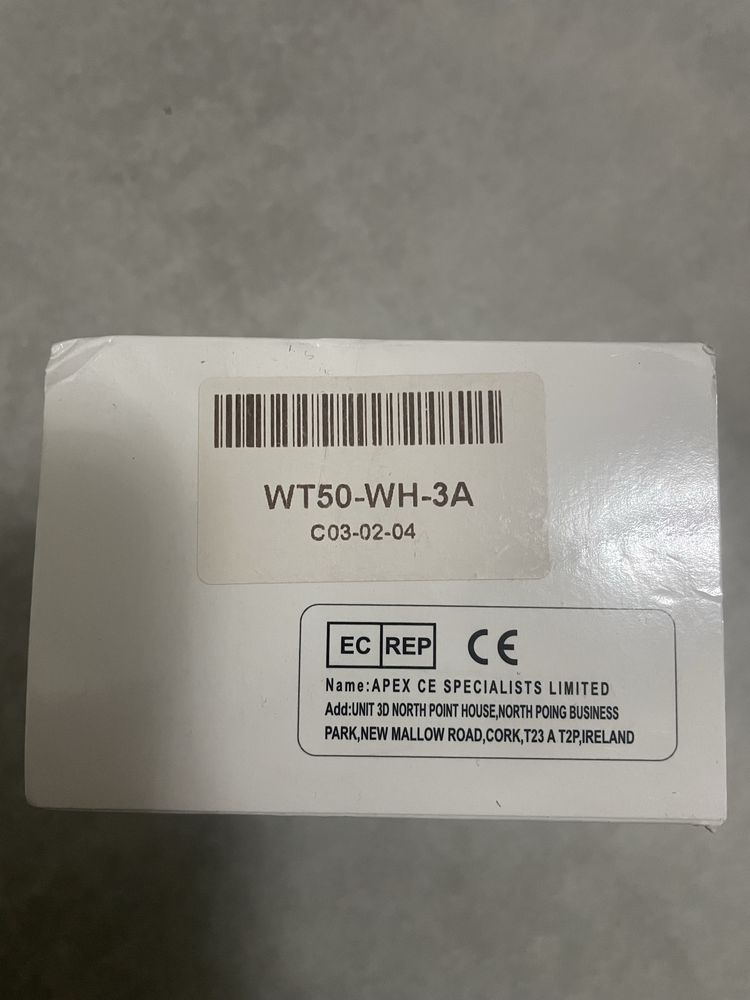 WT50-WH-3A
C03-02-04
EC REP CE
Name:APEX CE SPECIALISTS LIMITED
Add:UNIT 3D NORTH POINT HOUSE,NORTH POING BUSINESS
PARK,NEW MALLOW ROAD,CORK,T23 A T2P,IRELAND